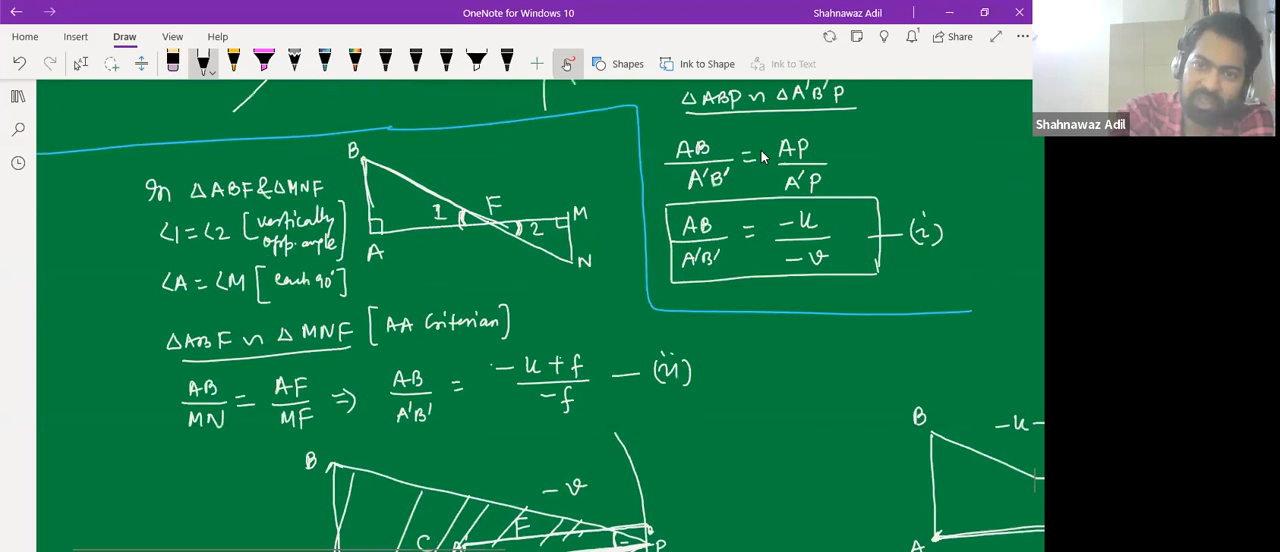 OneNote for Windows 10
Shahnawaz Adil
Home Insert Draw View Help
Share
Shapes
Ink to Shape
Ink to Text
Shahnawaz Adil
△ABP ~ △A'B'P
AB/A'B' = AP/A'P
AB/A'B' = -u/-v —(i)
B
1 F M
2
A N
In △ABF & △MNF
∠1 = ∠2 [vertically opp. angle]
∠A = ∠M [each 90°]
△ABF ~ △MNF [AA Criterian]
AB/MN = AF/MF ⇒ AB/A'B' = -u+f/-f —(ii)
B
-v
F
C P
B -u
A